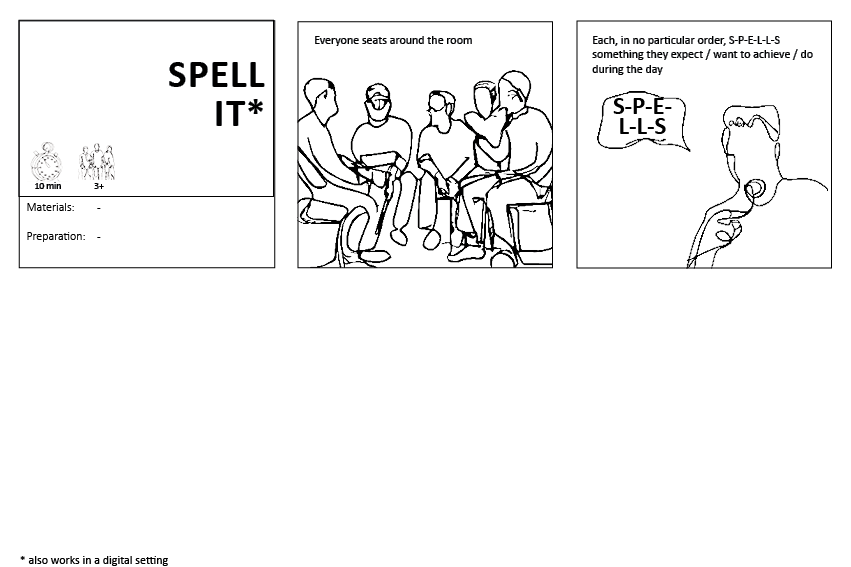 SPELL
IT*
10 min
3+
Materials: -
Preparation: -
Everyone seats around the room
Each, in no particular order, S-P-E-L-L-S
something they expect / want to achieve / do
during the day
S-P-E-
L-L-S
* also works in a digital setting